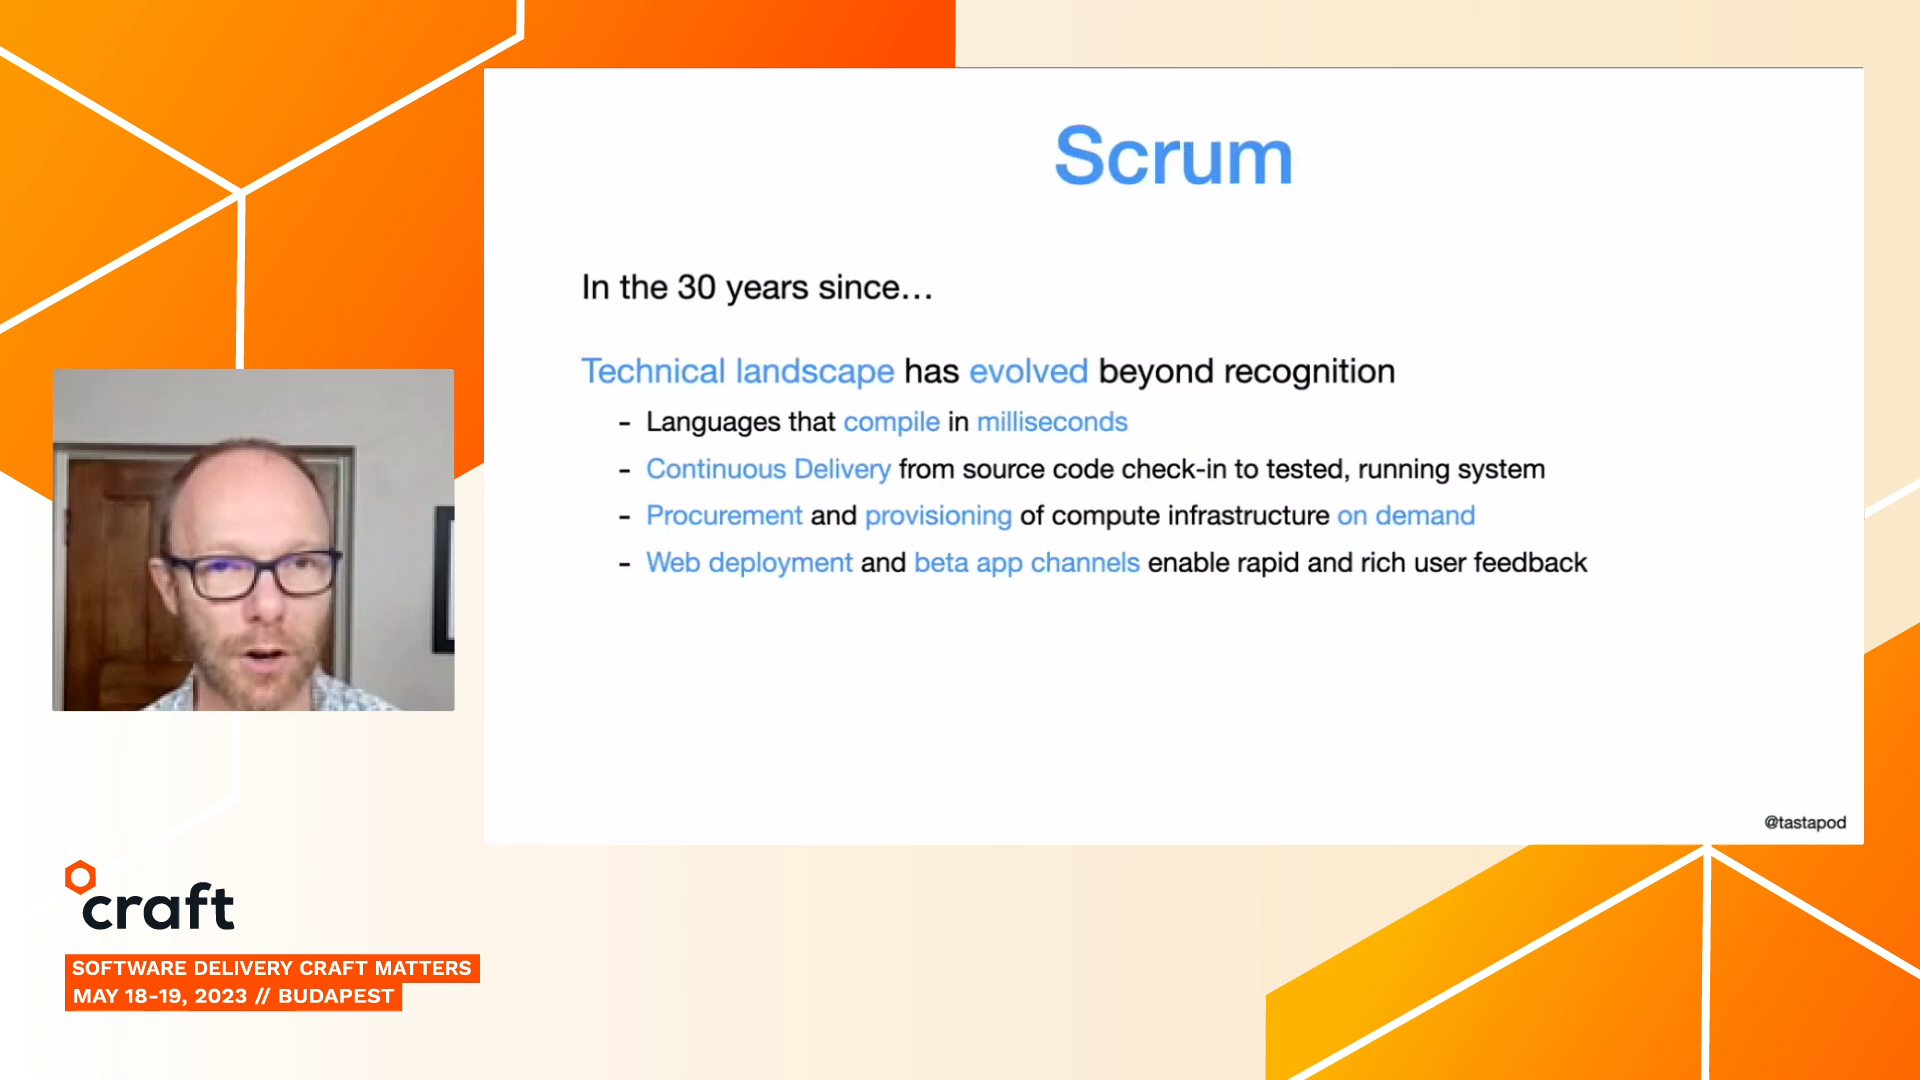 Scrum
In the 30 years since…
Technical landscape has evolved beyond recognition
- Languages that compile in milliseconds
- Continuous Delivery from source code check-in to tested, running system
- Procurement and provisioning of compute infrastructure on demand
- Web deployment and beta app channels enable rapid and rich user feedback
@tastapod
craft
SOFTWARE DELIVERY CRAFT MATTERS
MAY 18-19, 2023 // BUDAPEST